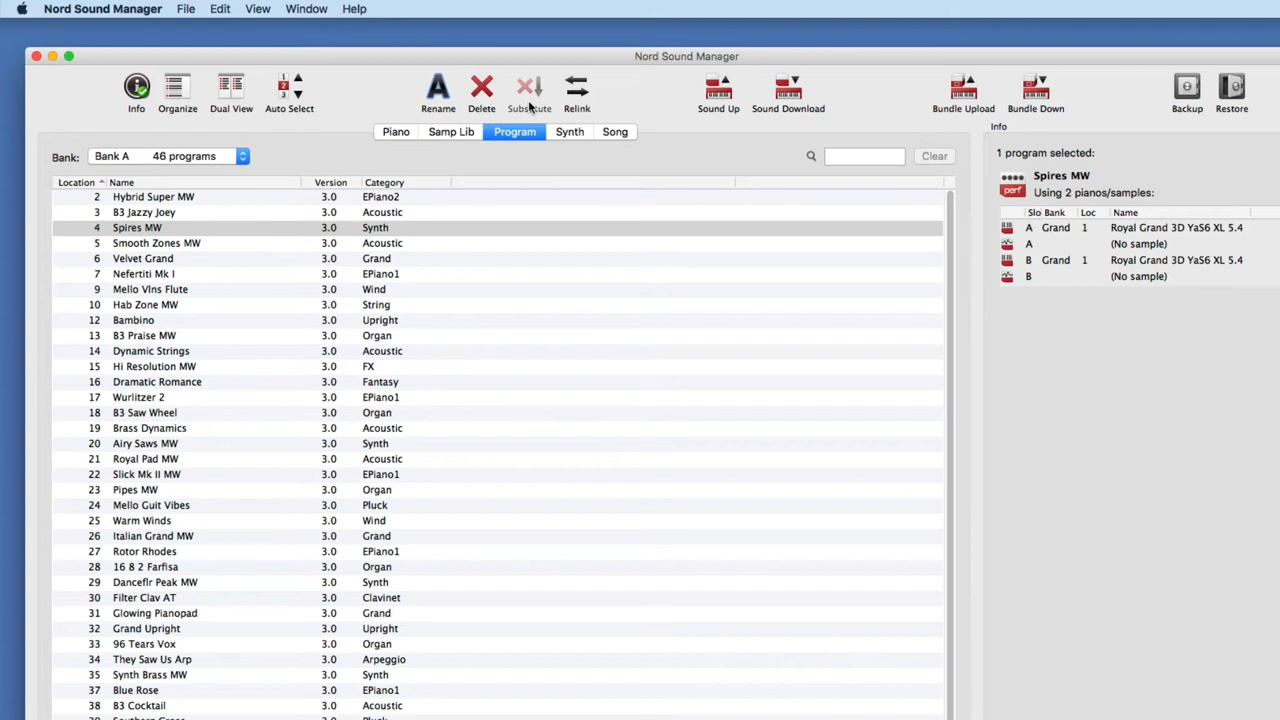 Nord Sound Manager File Edit View Window Help
Nord Sound Manager
Info Organize Dual View Auto Select Rename Delete Substitute Relink Sound Up Sound Download Bundle Upload Bundle Down Backup Restore
Piano Samp Lib Program Synth Song
Info
Bank: Bank A 46 programs Clear
1 program selected:
Spires MW
perf
Using 2 pianos/samples:
Slo Bank Loc Name
A Grand 1 Royal Grand 3D YaS6 XL 5.4
A (No sample)
B Grand 1 Royal Grand 3D YaS6 XL 5.4
B (No sample)
Location Name Version Category
2 Hybrid Super MW 3.0 EPiano2
3 B3 Jazzy Joey 3.0 Acoustic
4 Spires MW 3.0 Synth
5 Smooth Zones MW 3.0 Acoustic
6 Velvet Grand 3.0 Grand
7 Nefertiti Mk I 3.0 EPiano1
9 Mello Vlns Flute 3.0 Wind
10 Hab Zone MW 3.0 String
12 Bambino 3.0 Upright
13 B3 Praise MW 3.0 Organ
14 Dynamic Strings 3.0 Acoustic
15 Hi Resolution MW 3.0 FX
16 Dramatic Romance 3.0 Fantasy
17 Wurlitzer 2 3.0 EPiano1
18 B3 Saw Wheel 3.0 Organ
19 Brass Dynamics 3.0 Acoustic
20 Airy Saws MW 3.0 Synth
21 Royal Pad MW 3.0 Acoustic
22 Slick Mk II MW 3.0 EPiano1
23 Pipes MW 3.0 Organ
24 Mello Guit Vibes 3.0 Pluck
25 Warm Winds 3.0 Wind
26 Italian Grand MW 3.0 Grand
27 Rotor Rhodes 3.0 EPiano1
28 16 8 2 Farfisa 3.0 Organ
29 Danceflr Peak MW 3.0 Synth
30 Filter Clav AT 3.0 Clavinet
31 Glowing Pianopad 3.0 Grand
32 Grand Upright 3.0 Upright
33 96 Tears Vox 3.0 Organ
34 They Saw Us Arp 3.0 Arpeggio
35 Synth Brass MW 3.0 Synth
37 Blue Rose 3.0 EPiano1
38 B3 Cocktail 3.0 Organ